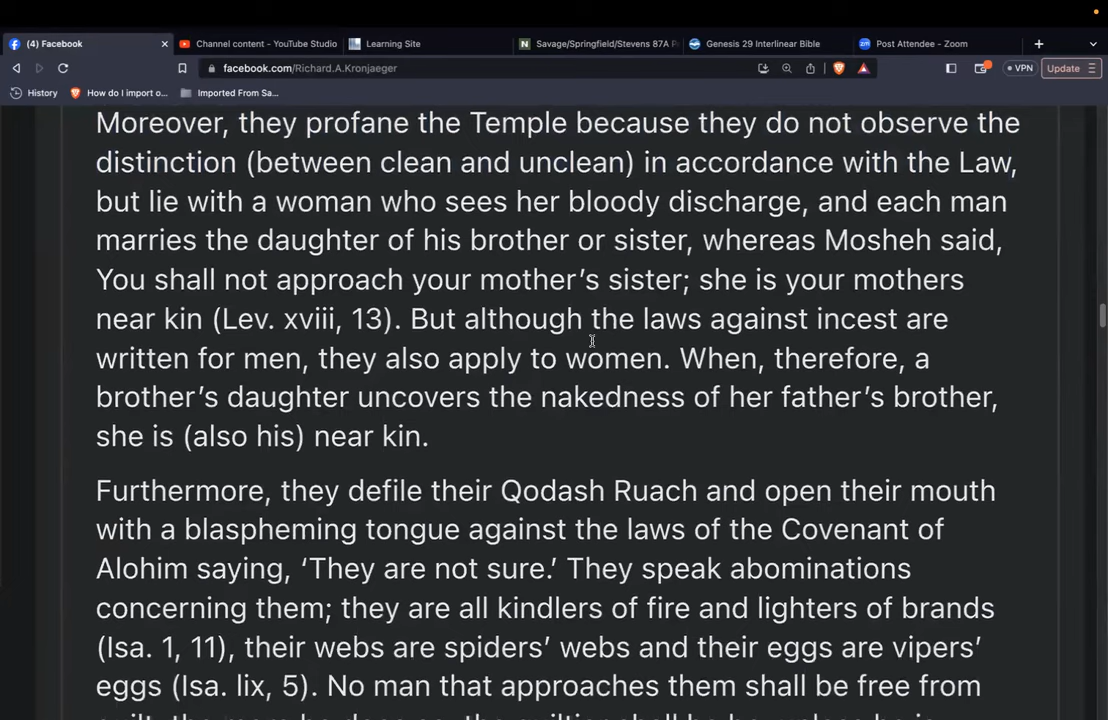 (4) Facebook
Channel content - YouTube Studio
Learning Site
Savage/Springfield/Stevens 87A P
Genesis 29 Interlinear Bible
Post Attendee - Zoom
facebook.com/Richard.A.Kronjaeger
VPN
Update
History
How do I import o...
Imported From Sa...
Moreover, they profane the Temple because they do not observe the
distinction (between clean and unclean) in accordance with the Law,
but lie with a woman who sees her bloody discharge, and each man
marries the daughter of his brother or sister, whereas Mosheh said,
You shall not approach your mother’s sister; she is your mothers
near kin (Lev. xviii, 13). But although the laws against incest are
written for men, they also apply to women. When, therefore, a
brother’s daughter uncovers the nakedness of her father’s brother,
she is (also his) near kin.
Furthermore, they defile their Qodash Ruach and open their mouth
with a blaspheming tongue against the laws of the Covenant of
Alohim saying, ‘They are not sure.’ They speak abominations
concerning them; they are all kindlers of fire and lighters of brands
(Isa. 1, 11), their webs are spiders’ webs and their eggs are vipers’
eggs (Isa. lix, 5). No man that approaches them shall be free from